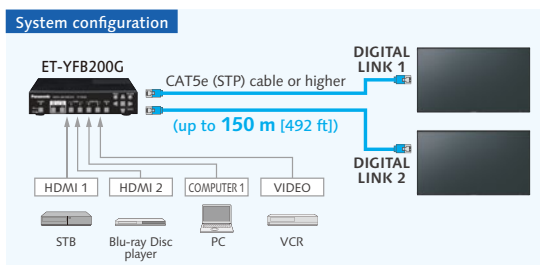 System configuration
ET-YFB200G
Panasonic
CAT5e (STP) cable or higher
(up to 150 m [492 ft])
DIGITAL
LINK 1
DIGITAL
LINK 2
HDMI 1
HDMI 2
COMPUTER 1
VIDEO
STB
Blu-ray Disc
player
PC
VCR